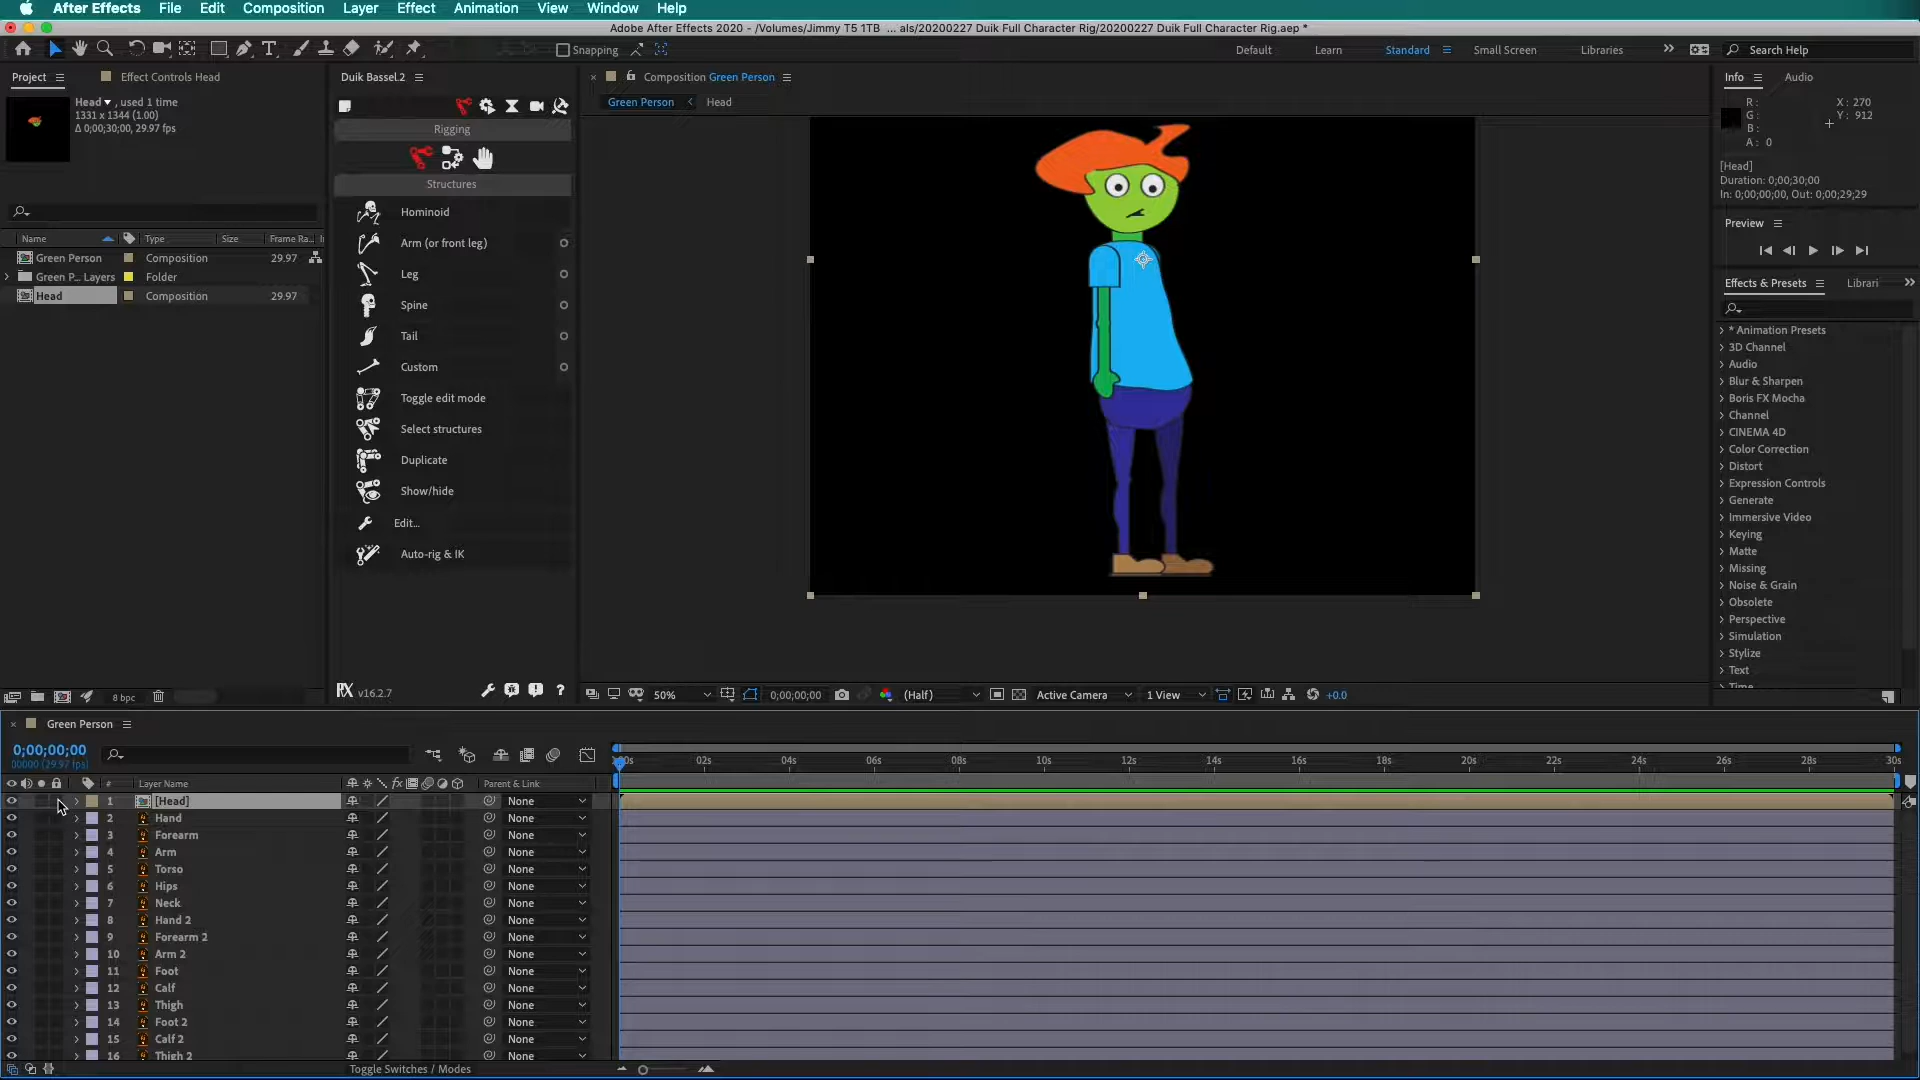 After Effects File Edit Composition Layer Effect Animation View Window Help
Adobe After Effects 2020 - /Volumes/Jimmy T5 1TB ... als/20200227 Duik Full Character Rig/20200227 Duik Full Character Rig.aep *
Snapping Default Learn Standard Small Screen Libraries Search Help
Project Effect Controls Head
Head , used 1 time
1331 x 1344 (1.00)
Δ 0;00;30;00, 29.97 fps
Name Type Size Frame Ra...
Green Person Composition 29.97
Green P... Layers Folder
Head Composition 29.97
8 bpc
Duik Bassel.2
Rigging
Structures
Hominoid
Arm (or front leg)
Leg
Spine
Tail
Custom
Toggle edit mode
Select structures
Duplicate
Show/hide
Edit...
Auto-rig & IK
v16.2.7 ?
Composition Green Person
Green Person Head
50% 0;00;00;00 (Half) Active Camera 1 View +0.0
Info Audio
R: X: 270
G: Y: 912
B:
A: 0
[Head]
Duration: 0;00;30;00
In: 0;00;00;00, Out: 0;00;29;29
Preview
Effects & Presets Librari
* Animation Presets
3D Channel
Audio
Blur & Sharpen
Boris FX Mocha
Channel
CINEMA 4D
Color Correction
Distort
Expression Controls
Generate
Immersive Video
Keying
Matte
Missing
Noise & Grain
Obsolete
Perspective
Simulation
Stylize
Text
Time
Green Person
0;00;00;00
00000 (29.97 fps)
02s 04s 06s 08s 10s 12s 14s 16s 18s 20s 22s 24s 26s 28s 30s
# Layer Name fx Parent & Link
1 [Head] None
2 Hand None
3 Forearm None
4 Arm None
5 Torso None
6 Hips None
7 Neck None
8 Hand 2 None
9 Forearm 2 None
10 Arm 2 None
11 Foot None
12 Calf None
13 Thigh None
14 Foot 2 None
15 Calf 2 None
16 Thigh 2 None
Toggle Switches / Modes